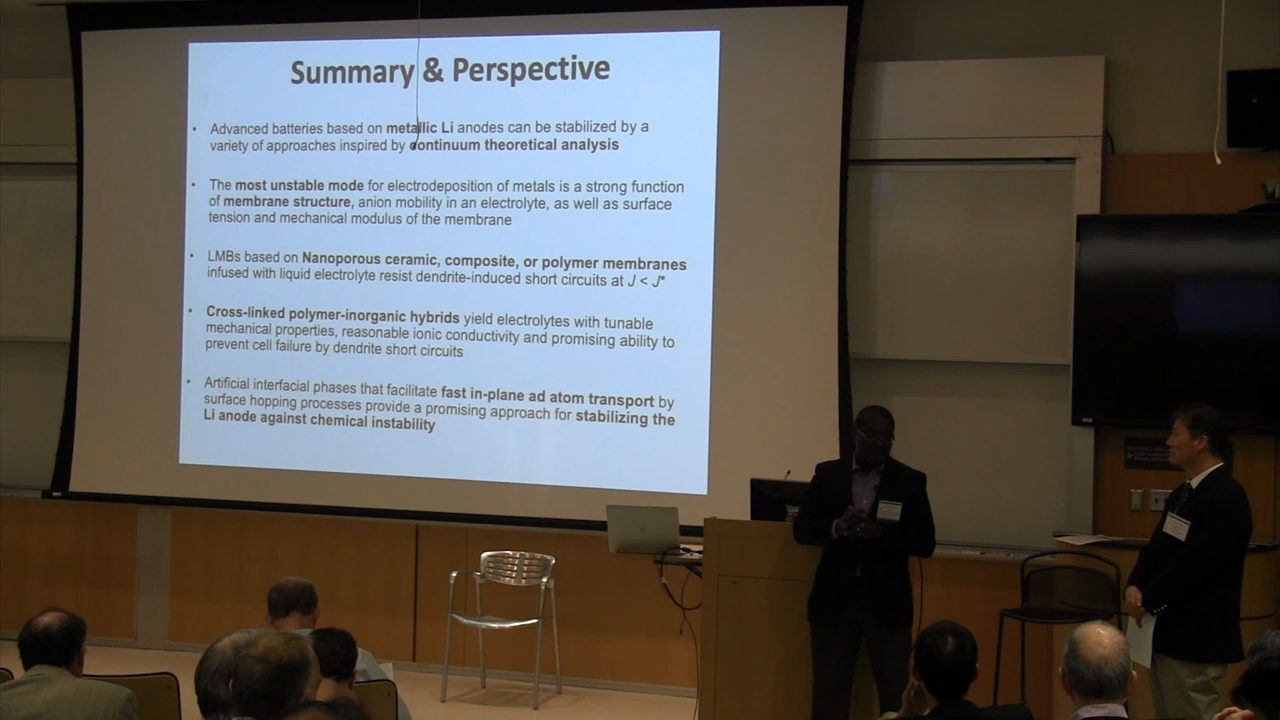 Summary & Perspective
• Advanced batteries based on metallic Li anodes can be stabilized by a
variety of approaches inspired by continuum theoretical analysis
• The most unstable mode for electrodeposition of metals is a strong function
of membrane structure, anion mobility in an electrolyte, as well as surface
tension and mechanical modulus of the membrane
• LMBs based on Nanoporous ceramic, composite, or polymer membranes
infused with liquid electrolyte resist dendrite-induced short circuits at J < J*
• Cross-linked polymer-inorganic hybrids yield electrolytes with tunable
mechanical properties, reasonable ionic conductivity and promising ability to
prevent cell failure by dendrite short circuits
• Artificial interfacial phases that facilitate fast in-plane ad atom transport by
surface hopping processes provide a promising approach for stabilizing the
Li anode against chemical instability